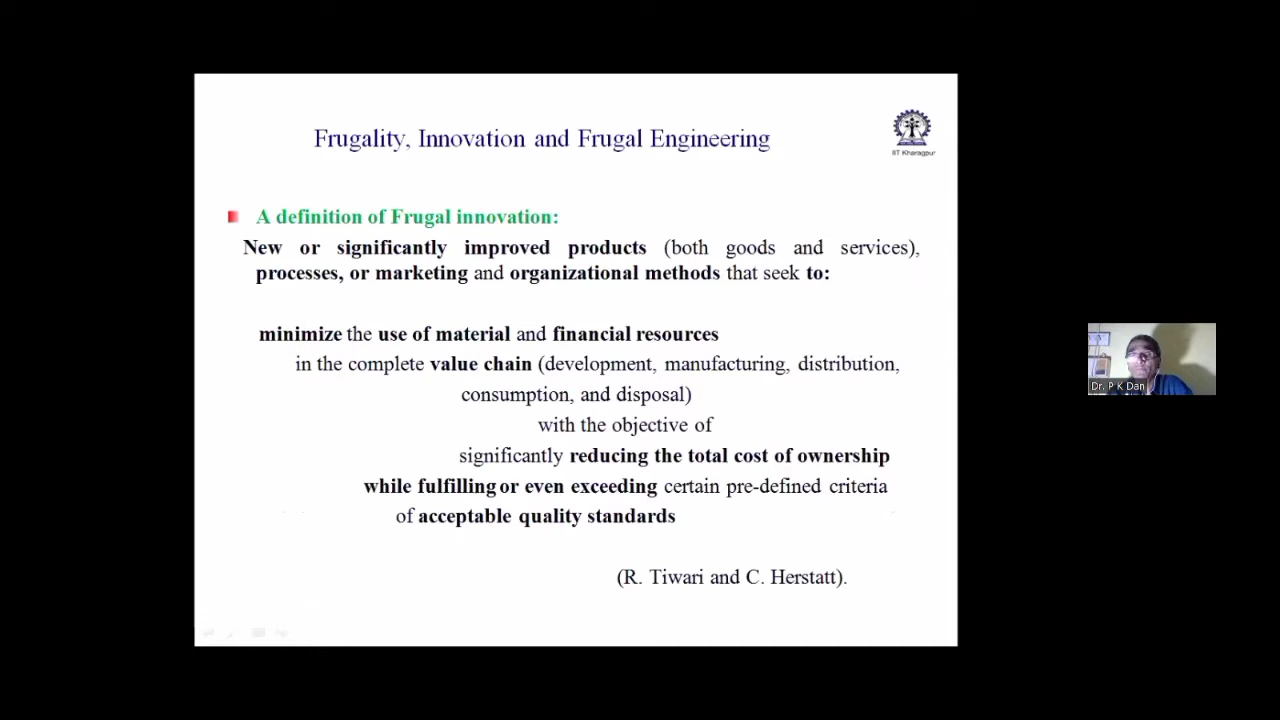 Frugality, Innovation and Frugal Engineering
IIT Kharagpur
A definition of Frugal innovation:
New or significantly improved products (both goods and services),
processes, or marketing and organizational methods that seek to:
minimize the use of material and financial resources
in the complete value chain (development, manufacturing, distribution,
consumption, and disposal)
with the objective of
significantly reducing the total cost of ownership
while fulfilling or even exceeding certain pre-defined criteria
of acceptable quality standards
(R. Tiwari and C. Herstatt).
Dr. P K Dan